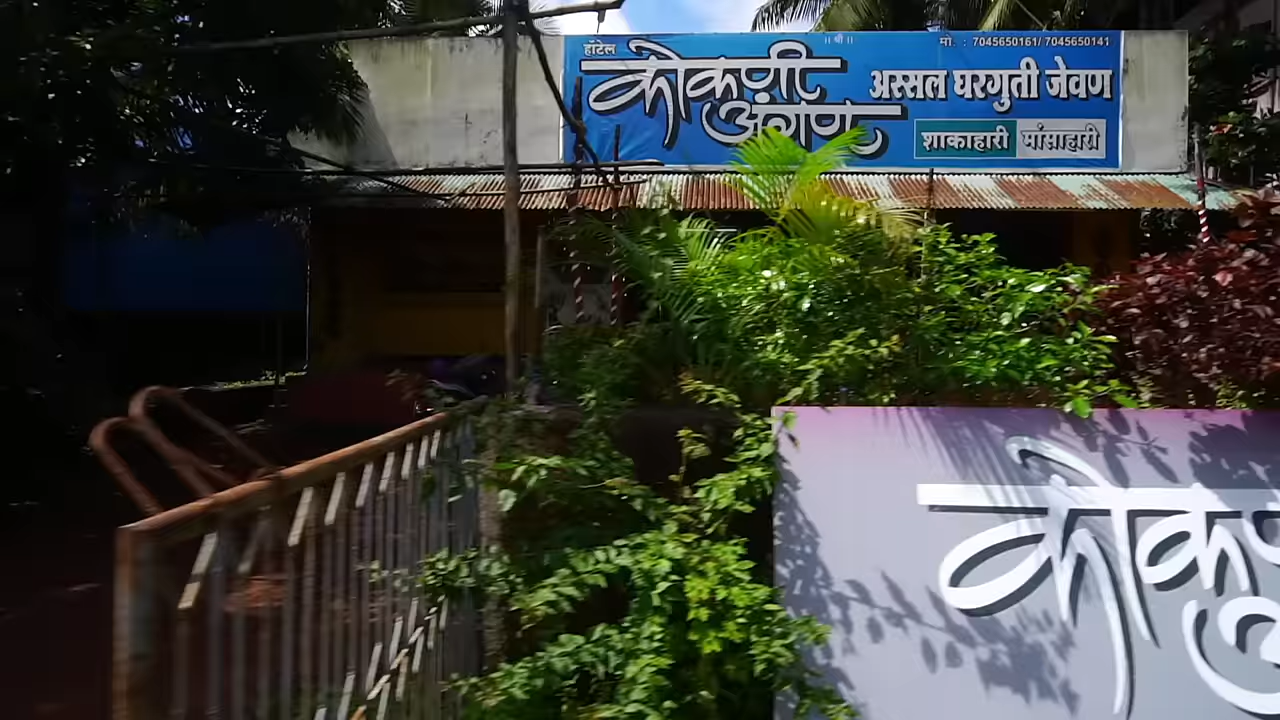 ॥ श्री ॥
मो. : 7045650161/ 7045650141
हॉटेल
कोकणी
अंगण
अस्सल घरगुती जेवण
शाकाहारी मांसाहारी